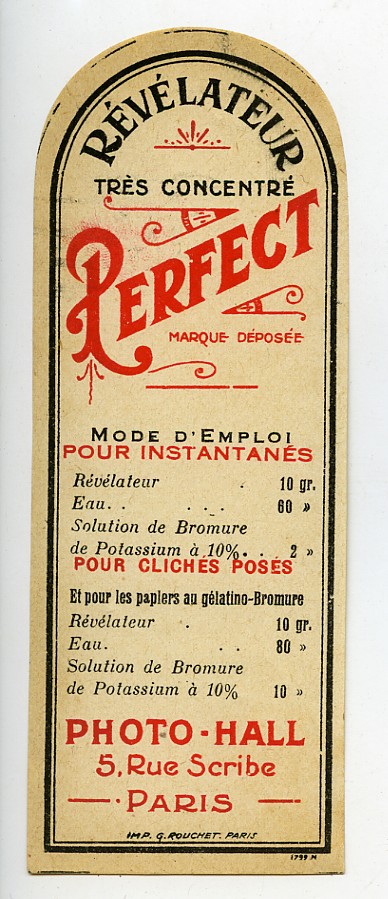 RÉVÉLATEUR
TRÈS CONCENTRÉ
PERFECT
MARQUE DÉPOSÉE
MODE D'EMPLOI
POUR INSTANTANÉS
Révélateur . 10 gr.
Eau. . . . . 60 »
Solution de Bromure
de Potassium à 10%. . 2 »
POUR CLICHES POSÉS
Et pour les papiers au gélatino-Bromure
Révélateur . 10 gr.
Eau. . . 80 »
Solution de Bromure
de Potassium à 10% 10 »
PHOTO-HALL
5, Rue Scribe
PARIS
IMP. G. ROUCHET. PARIS
1799 M